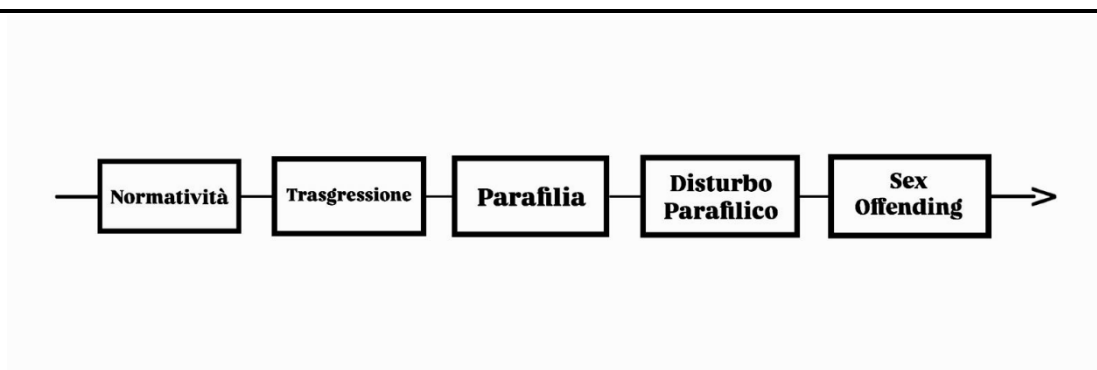 Normatività
Trasgressione
Parafilia
Disturbo
Parafilico
Sex
Offending